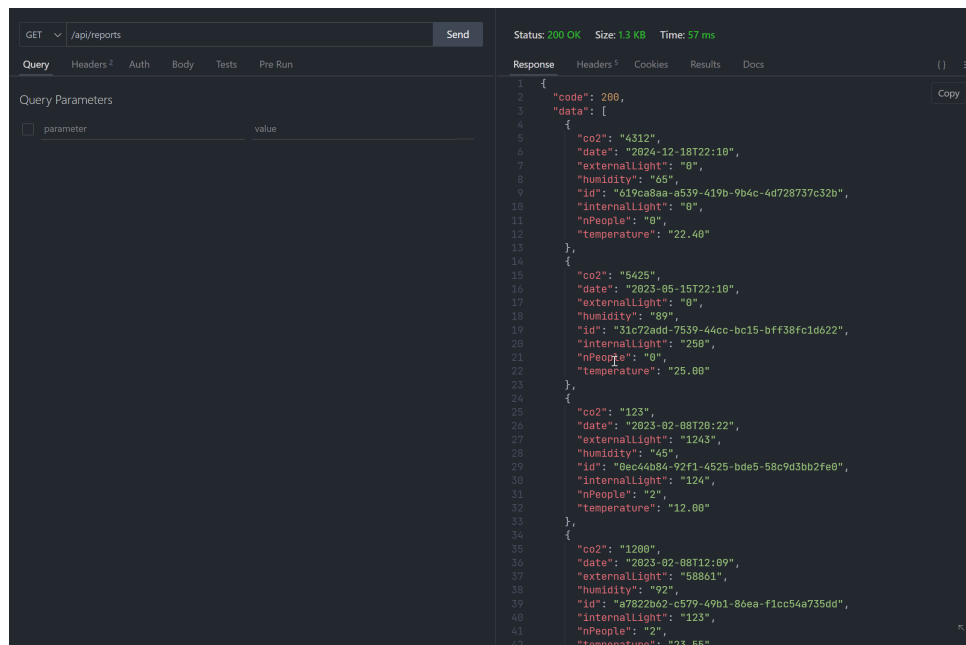 GET /api/reports Send
Query Headers 2 Auth Body Tests Pre Run
Query Parameters
parameter value
Status: 200 OK Size: 1.3 KB Time: 57 ms
Response Headers 5 Cookies Results Docs { }
Copy
1 {
2 "code": 200,
3 "data": [
4 {
5 "co2": "4312",
6 "date": "2024-12-18T22:10",
7 "externalLight": "0",
8 "humidity": "65",
9 "id": "619ca8aa-a539-419b-9b4c-4d728737c32b",
10 "internalLight": "0",
11 "nPeople": "0",
12 "temperature": "22.40"
13 },
14 {
15 "co2": "5425",
16 "date": "2023-05-15T22:10",
17 "externalLight": "0",
18 "humidity": "89",
19 "id": "31c72add-7539-44cc-bc15-bff38fc1d622",
20 "internalLight": "250",
21 "nPeople": "0",
22 "temperature": "25.00"
23 },
24 {
25 "co2": "123",
26 "date": "2023-02-08T20:22",
27 "externalLight": "1243",
28 "humidity": "45",
29 "id": "0ec44b84-92f1-4525-bde5-58c9d3bb2fe0",
30 "internalLight": "124",
31 "nPeople": "2",
32 "temperature": "12.00"
33 },
34 {
35 "co2": "1200",
36 "date": "2023-02-08T12:09",
37 "externalLight": "58861",
38 "humidity": "92",
39 "id": "a7822b62-c579-49b1-86ea-f1cc54a735dd",
40 "internalLight": "123",
41 "nPeople": "2",
42 "temperature": "23.55"